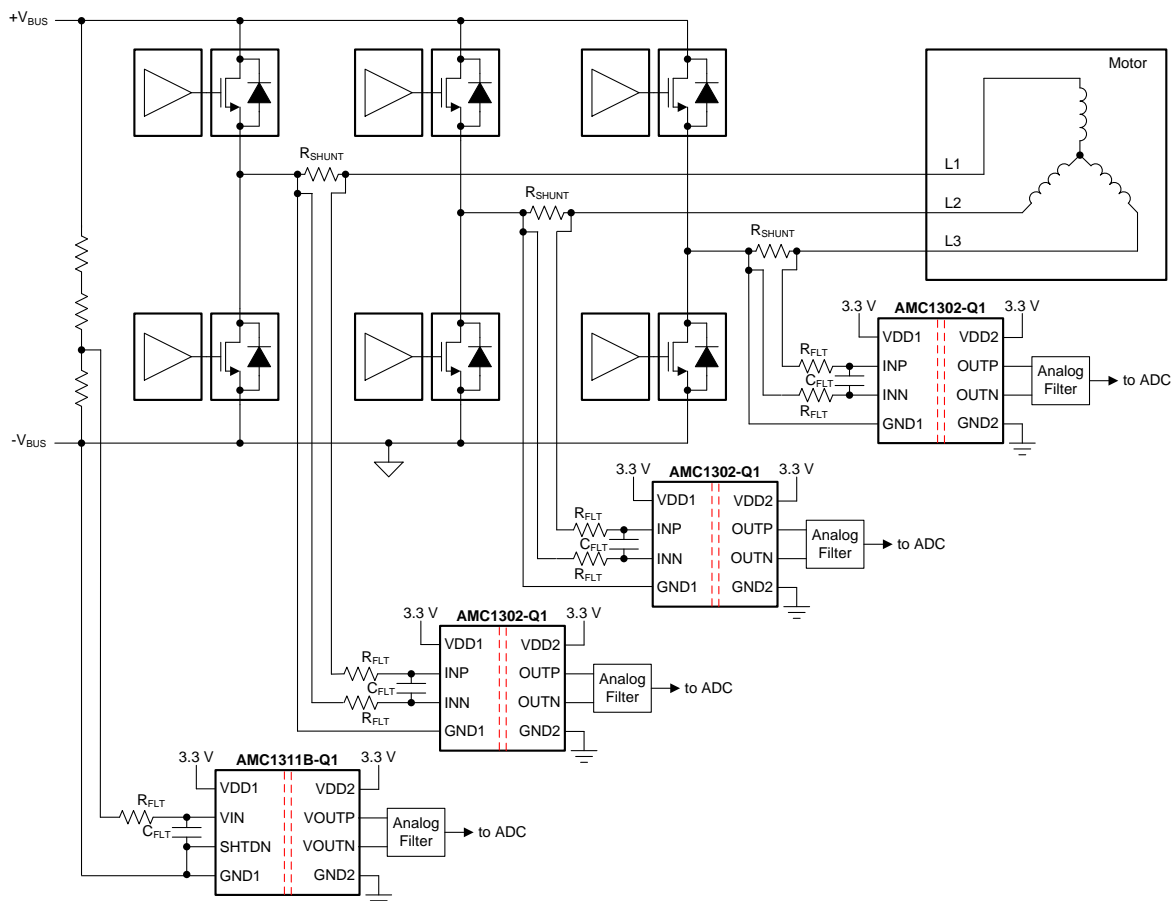 +VBUS
Motor
RSHUNT
L1
RSHUNT
L2
RSHUNT
L3
AMC1302-Q1
3.3 V
3.3 V
VDD1
VDD2
RFLT
INP
OUTP
CFLT
Analog
Filter
to ADC
INN
OUTN
RFLT
GND1
GND2
-VBUS
AMC1302-Q1
3.3 V
3.3 V
VDD1
VDD2
RFLT
INP
OUTP
CFLT
Analog
Filter
to ADC
INN
OUTN
RFLT
GND1
GND2
AMC1302-Q1
3.3 V
3.3 V
VDD1
VDD2
RFLT
INP
OUTP
CFLT
Analog
Filter
to ADC
INN
OUTN
RFLT
GND1
GND2
AMC1311B-Q1
3.3 V
3.3 V
VDD1
VDD2
RFLT
VIN
VOUTP
CFLT
Analog
Filter
to ADC
SHTDN
VOUTN
GND1
GND2